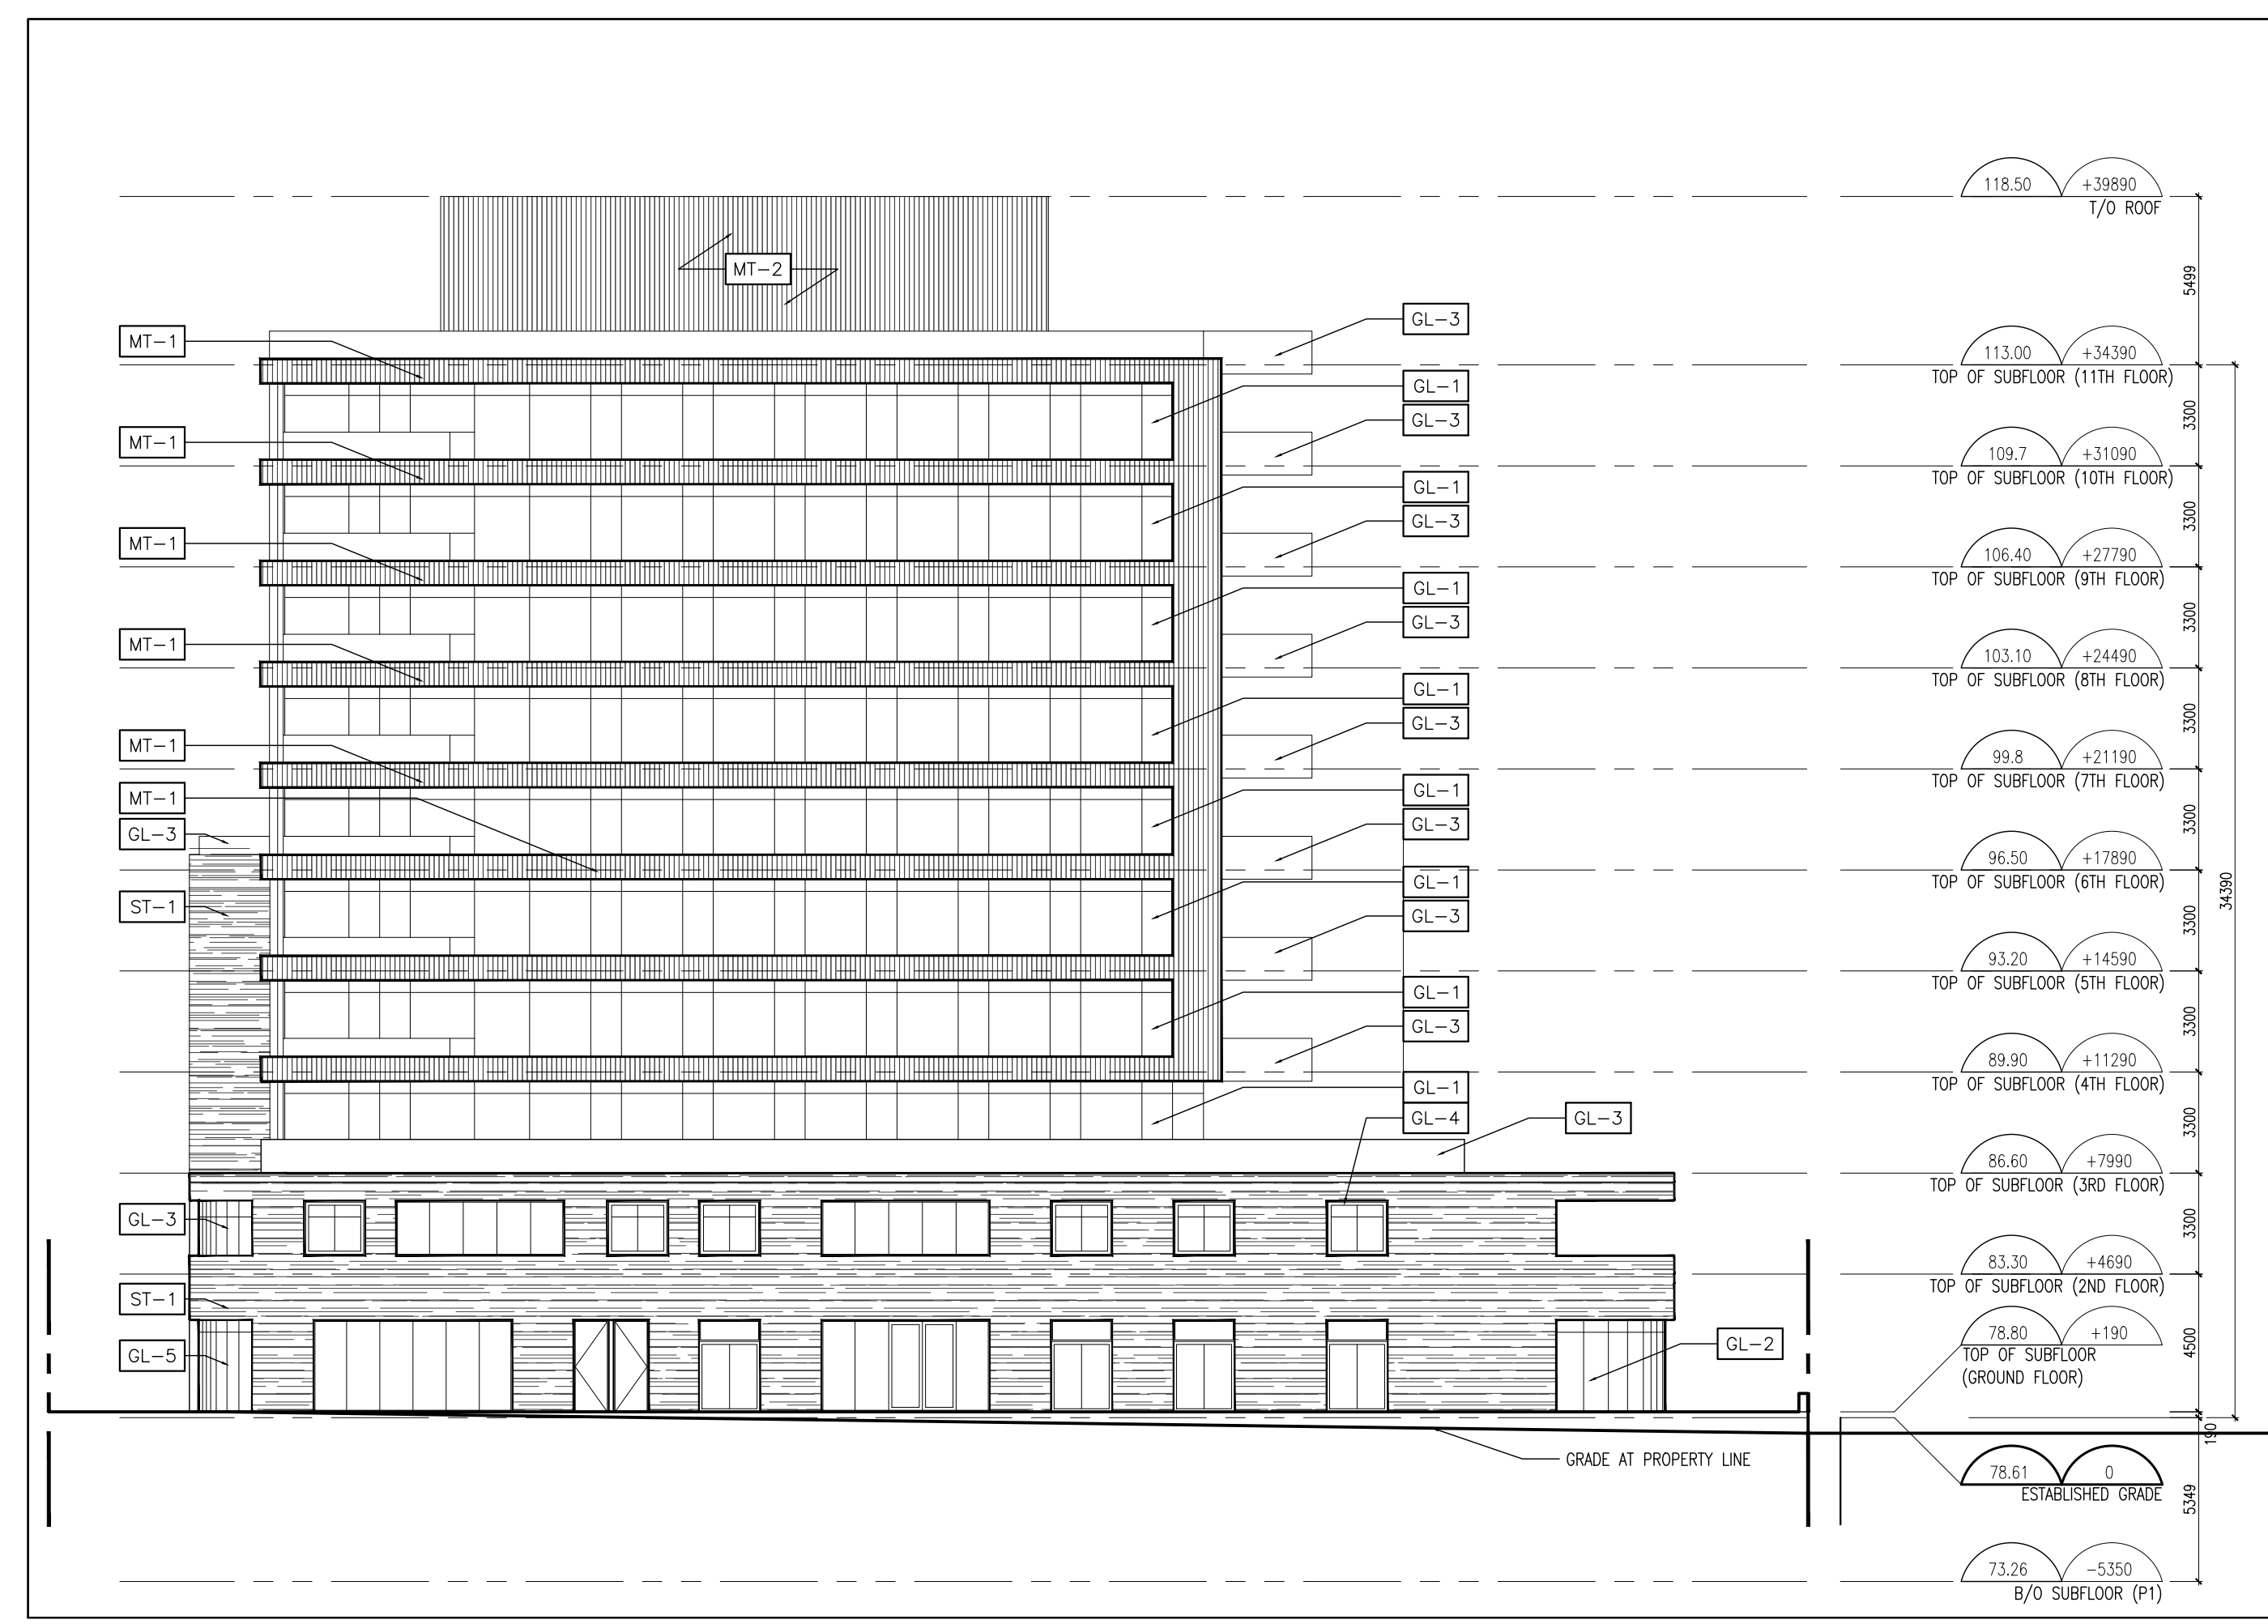 118.50 +39890
T/O ROOF
5499
MT-2
GL-3
MT-1
113.00 +34390
TOP OF SUBFLOOR (11TH FLOOR)
GL-1
3300
GL-3
MT-1
109.7 +31090
TOP OF SUBFLOOR (10TH FLOOR)
GL-1
3300
GL-3
MT-1
106.40 +27790
TOP OF SUBFLOOR (9TH FLOOR)
GL-1
3300
GL-3
MT-1
103.10 +24490
TOP OF SUBFLOOR (8TH FLOOR)
GL-1
3300
GL-3
MT-1
99.8 +21190
TOP OF SUBFLOOR (7TH FLOOR)
MT-1
GL-1
3300
GL-3
GL-3
96.50 +17890
TOP OF SUBFLOOR (6TH FLOOR)
GL-1
34390
ST-1
GL-3
3300
93.20 +14590
TOP OF SUBFLOOR (5TH FLOOR)
GL-1
3300
GL-3
89.90 +11290
TOP OF SUBFLOOR (4TH FLOOR)
GL-1
GL-4
GL-3
3300
86.60 +7990
TOP OF SUBFLOOR (3RD FLOOR)
GL-3
3300
83.30 +4690
TOP OF SUBFLOOR (2ND FLOOR)
ST-1
78.80 +190
TOP OF SUBFLOOR
(GROUND FLOOR)
4500
GL-5
GL-2
190
GRADE AT PROPERTY LINE
78.61 0
ESTABLISHED GRADE
5349
73.26 -5350
B/O SUBFLOOR (P1)